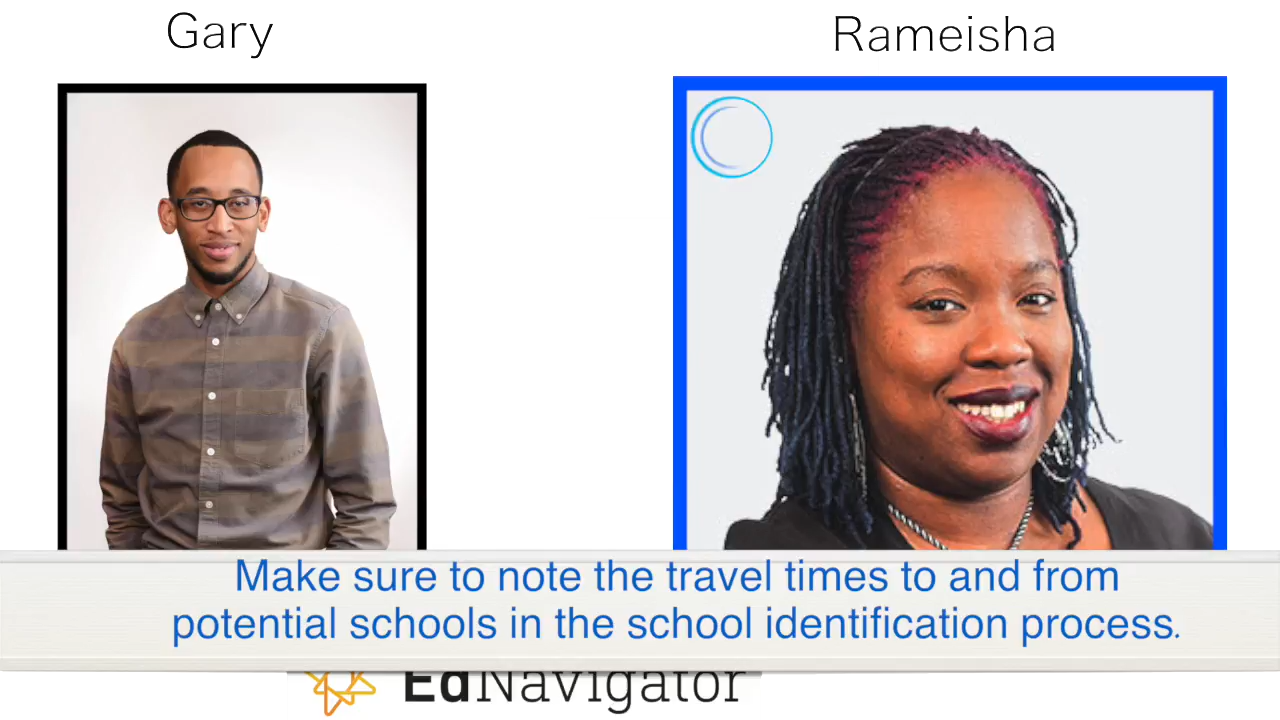 Gary
Rameisha
Make sure to note the travel times to and from
potential schools in the school identification process.
EdNavigator